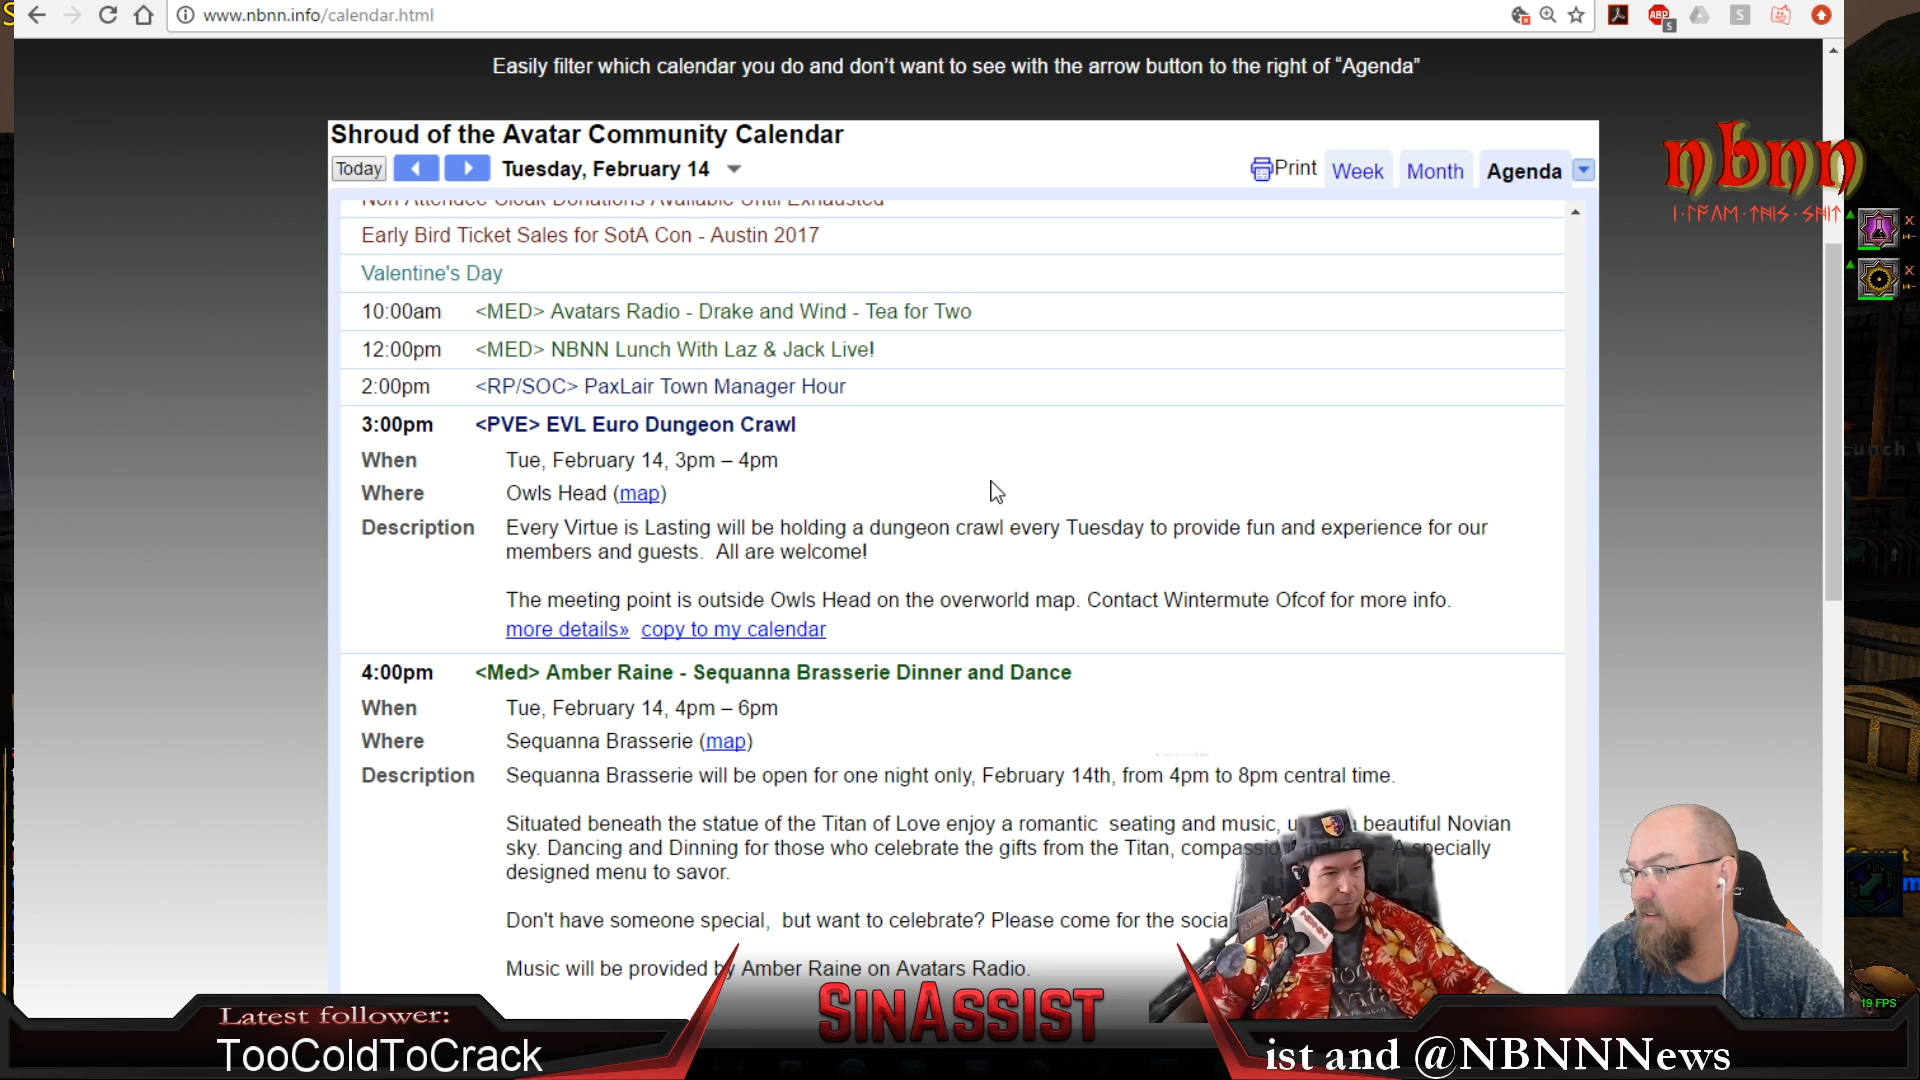 www.nbnn.info/calendar.html
Easily filter which calendar you do and don't want to see with the arrow button to the right of “Agenda”
Shroud of the Avatar Community Calendar
Today
Tuesday, February 14
Print
Week
Month
Agenda
nbnn
Non Attendee Cloak Donations Available Until Exhausted
Early Bird Ticket Sales for SotA Con - Austin 2017
Valentine's Day
10:00am <MED> Avatars Radio - Drake and Wind - Tea for Two
12:00pm <MED> NBNN Lunch With Laz & Jack Live!
2:00pm <RP/SOC> PaxLair Town Manager Hour
3:00pm <PVE> EVL Euro Dungeon Crawl
When Tue, February 14, 3pm – 4pm
Where Owls Head (map)
Description Every Virtue is Lasting will be holding a dungeon crawl every Tuesday to provide fun and experience for our
members and guests. All are welcome!
The meeting point is outside Owls Head on the overworld map. Contact Wintermute Ofcof for more info.
more details» copy to my calendar
4:00pm <Med> Amber Raine - Sequanna Brasserie Dinner and Dance
When Tue, February 14, 4pm – 6pm
Where Sequanna Brasserie (map)
Description Sequanna Brasserie will be open for one night only, February 14th, from 4pm to 8pm central time.
Situated beneath the statue of the Titan of Love enjoy a romantic seating and music, beautiful Novian
sky. Dancing and Dinning for those who celebrate the gifts from the Titan, specially
designed menu to savor.
Don't have someone special, but want to celebrate? Please come for the social
Music will be provided by Amber Raine on Avatars Radio.
19 FPS
Latest follower:
TooColdToCrack
SinAssist
ist and @NBNNNews